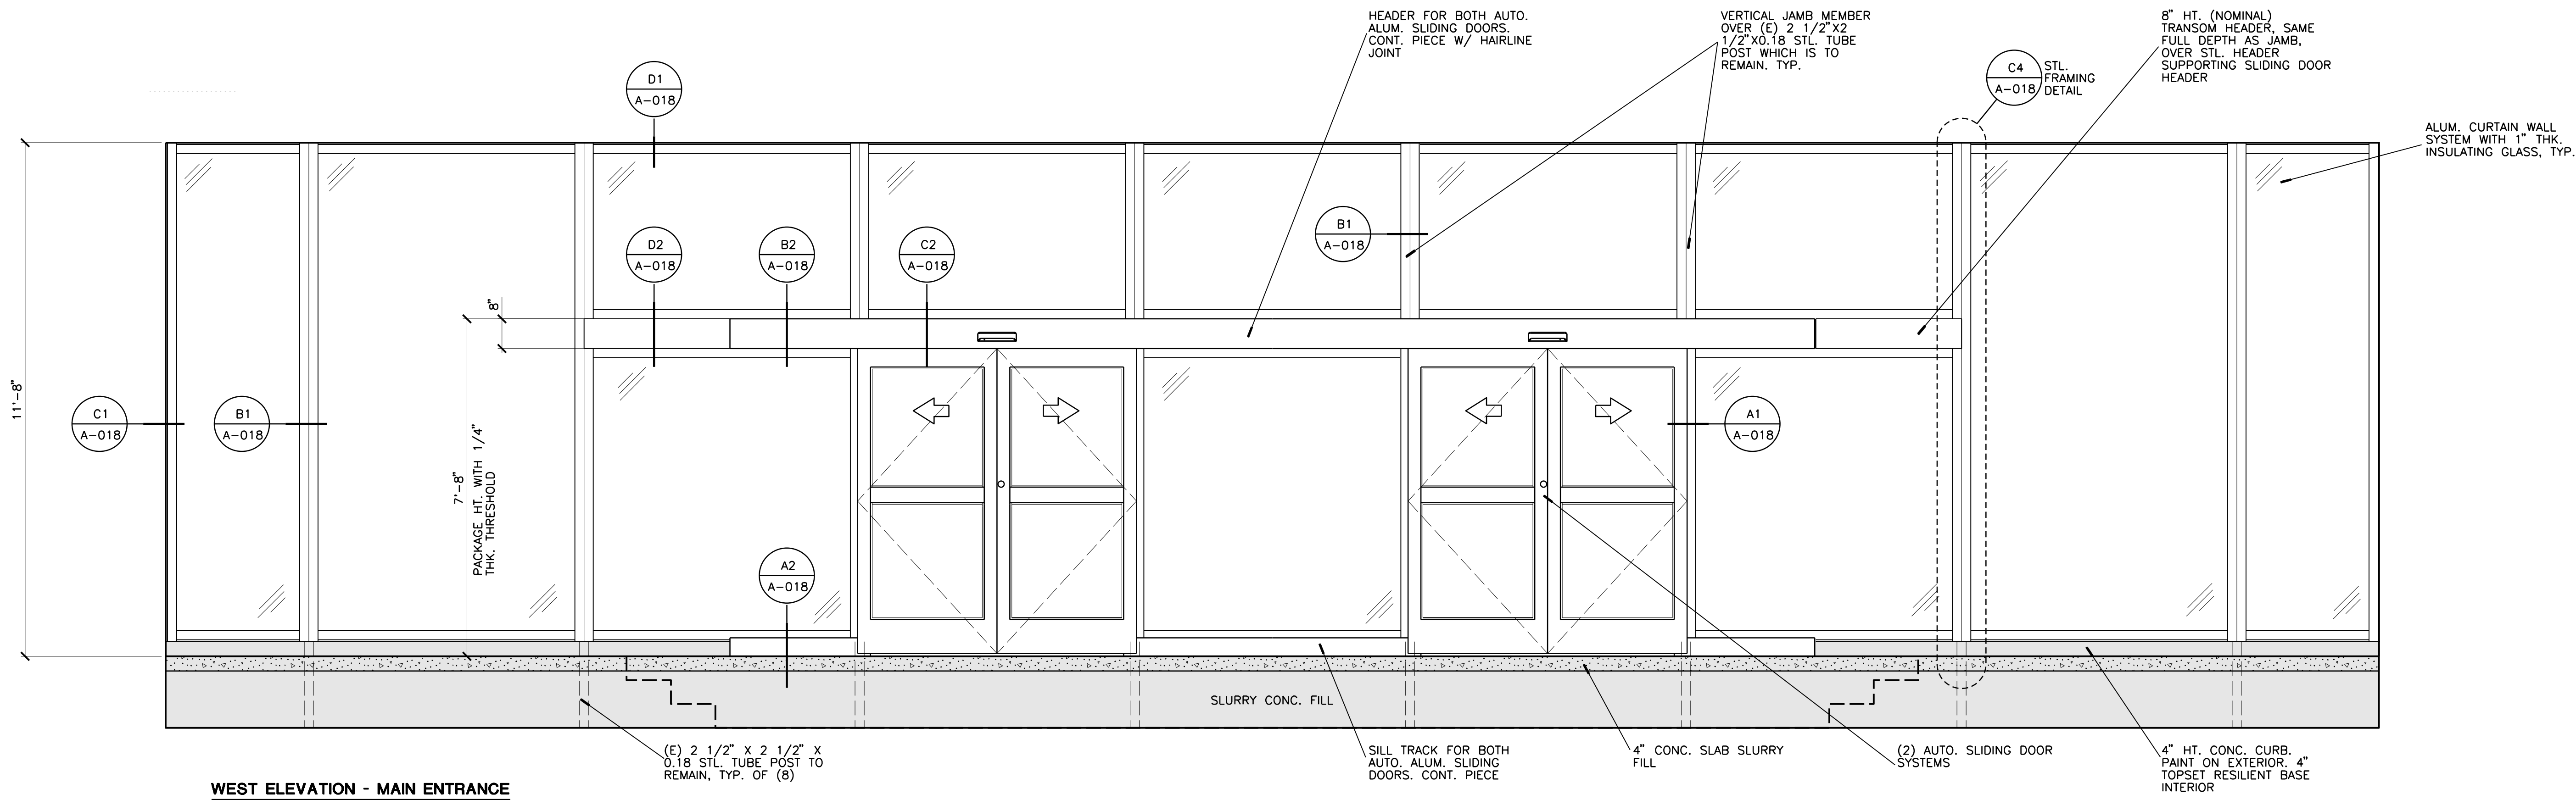 HEADER FOR BOTH AUTO.
ALUM. SLIDING DOORS.
CONT. PIECE W/ HAIRLINE
JOINT
VERTICAL JAMB MEMBER
OVER (E) 2 1/2"X2
1/2"X0.18 STL. TUBE
POST WHICH IS TO
REMAIN. TYP.
8" HT. (NOMINAL)
TRANSOM HEADER, SAME
FULL DEPTH AS JAMB,
OVER STL. HEADER
SUPPORTING SLIDING DOOR
HEADER
D1
A-018
C4
A-018
STL.
FRAMING
DETAIL
ALUM. CURTAIN WALL
SYSTEM WITH 1" THK.
INSULATING GLASS, TYP.
D2
A-018
B2
A-018
C2
A-018
B1
A-018
8"
11'-8"
C1
A-018
B1
A-018
7'-8"
PACKAGE HT. WITH 1/4"
THK. THRESHOLD
A1
A-018
A2
A-018
SLURRY CONC. FILL
(E) 2 1/2" X 2 1/2" X
0.18 STL. TUBE POST TO
REMAIN, TYP. OF (8)
SILL TRACK FOR BOTH
AUTO. ALUM. SLIDING
DOORS. CONT. PIECE
4" CONC. SLAB SLURRY
FILL
(2) AUTO. SLIDING DOOR
SYSTEMS
4" HT. CONC. CURB.
PAINT ON EXTERIOR. 4"
TOPSET RESILIENT BASE
INTERIOR
WEST ELEVATION - MAIN ENTRANCE